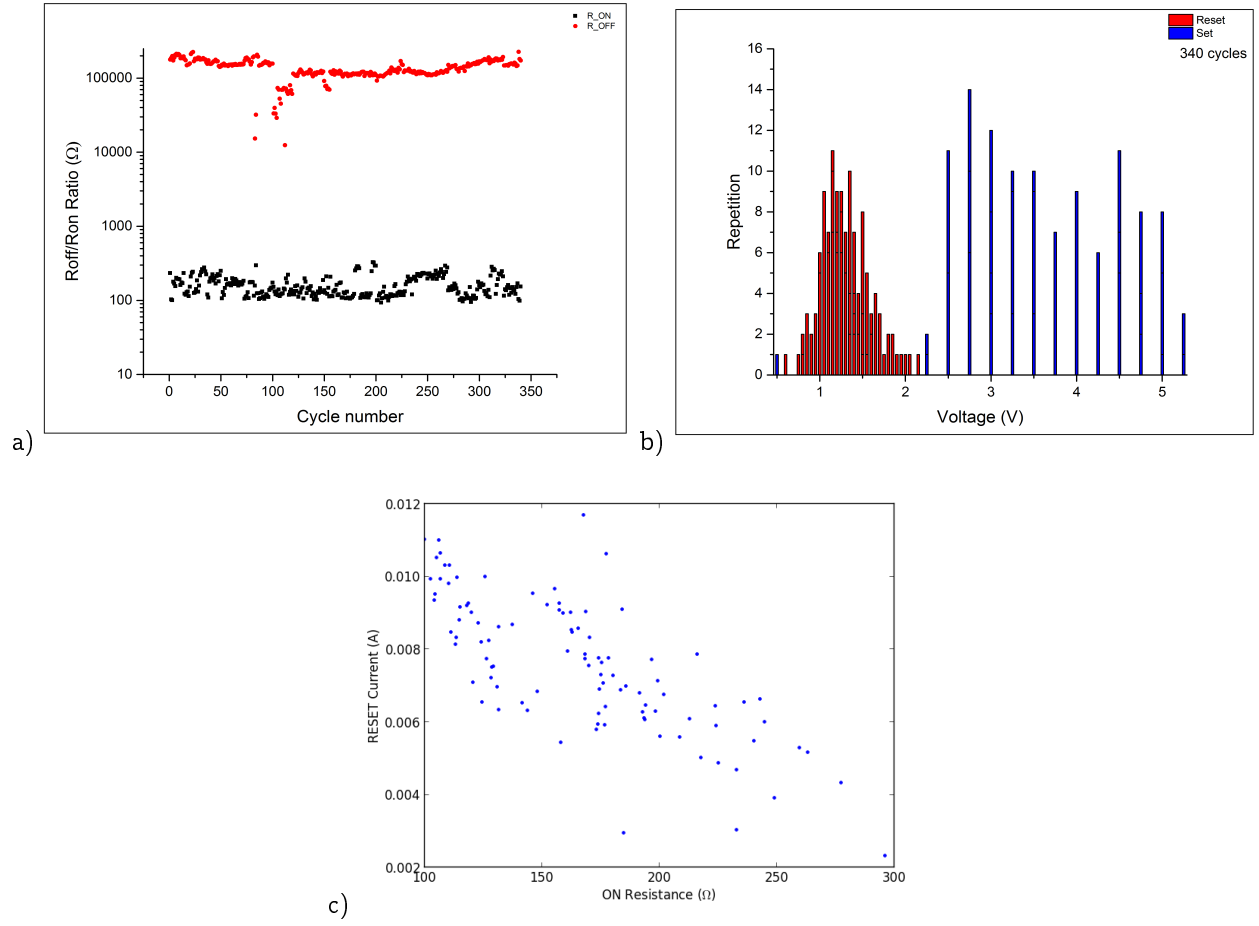 R_ON
R_OFF
100000
10000
1000
100
10
Roff/Ron Ratio (Ω)
0 50 100 150 200 250 300 350
Cycle number
a)
Reset
Set
340 cycles
16
14
12
10
8
6
4
2
0
Repetition
1 2 3 4 5
Voltage (V)
b)
0.012
0.010
0.008
0.006
0.004
0.002
RESET Current (A)
100 150 200 250 300
ON Resistance (Ω)
c)